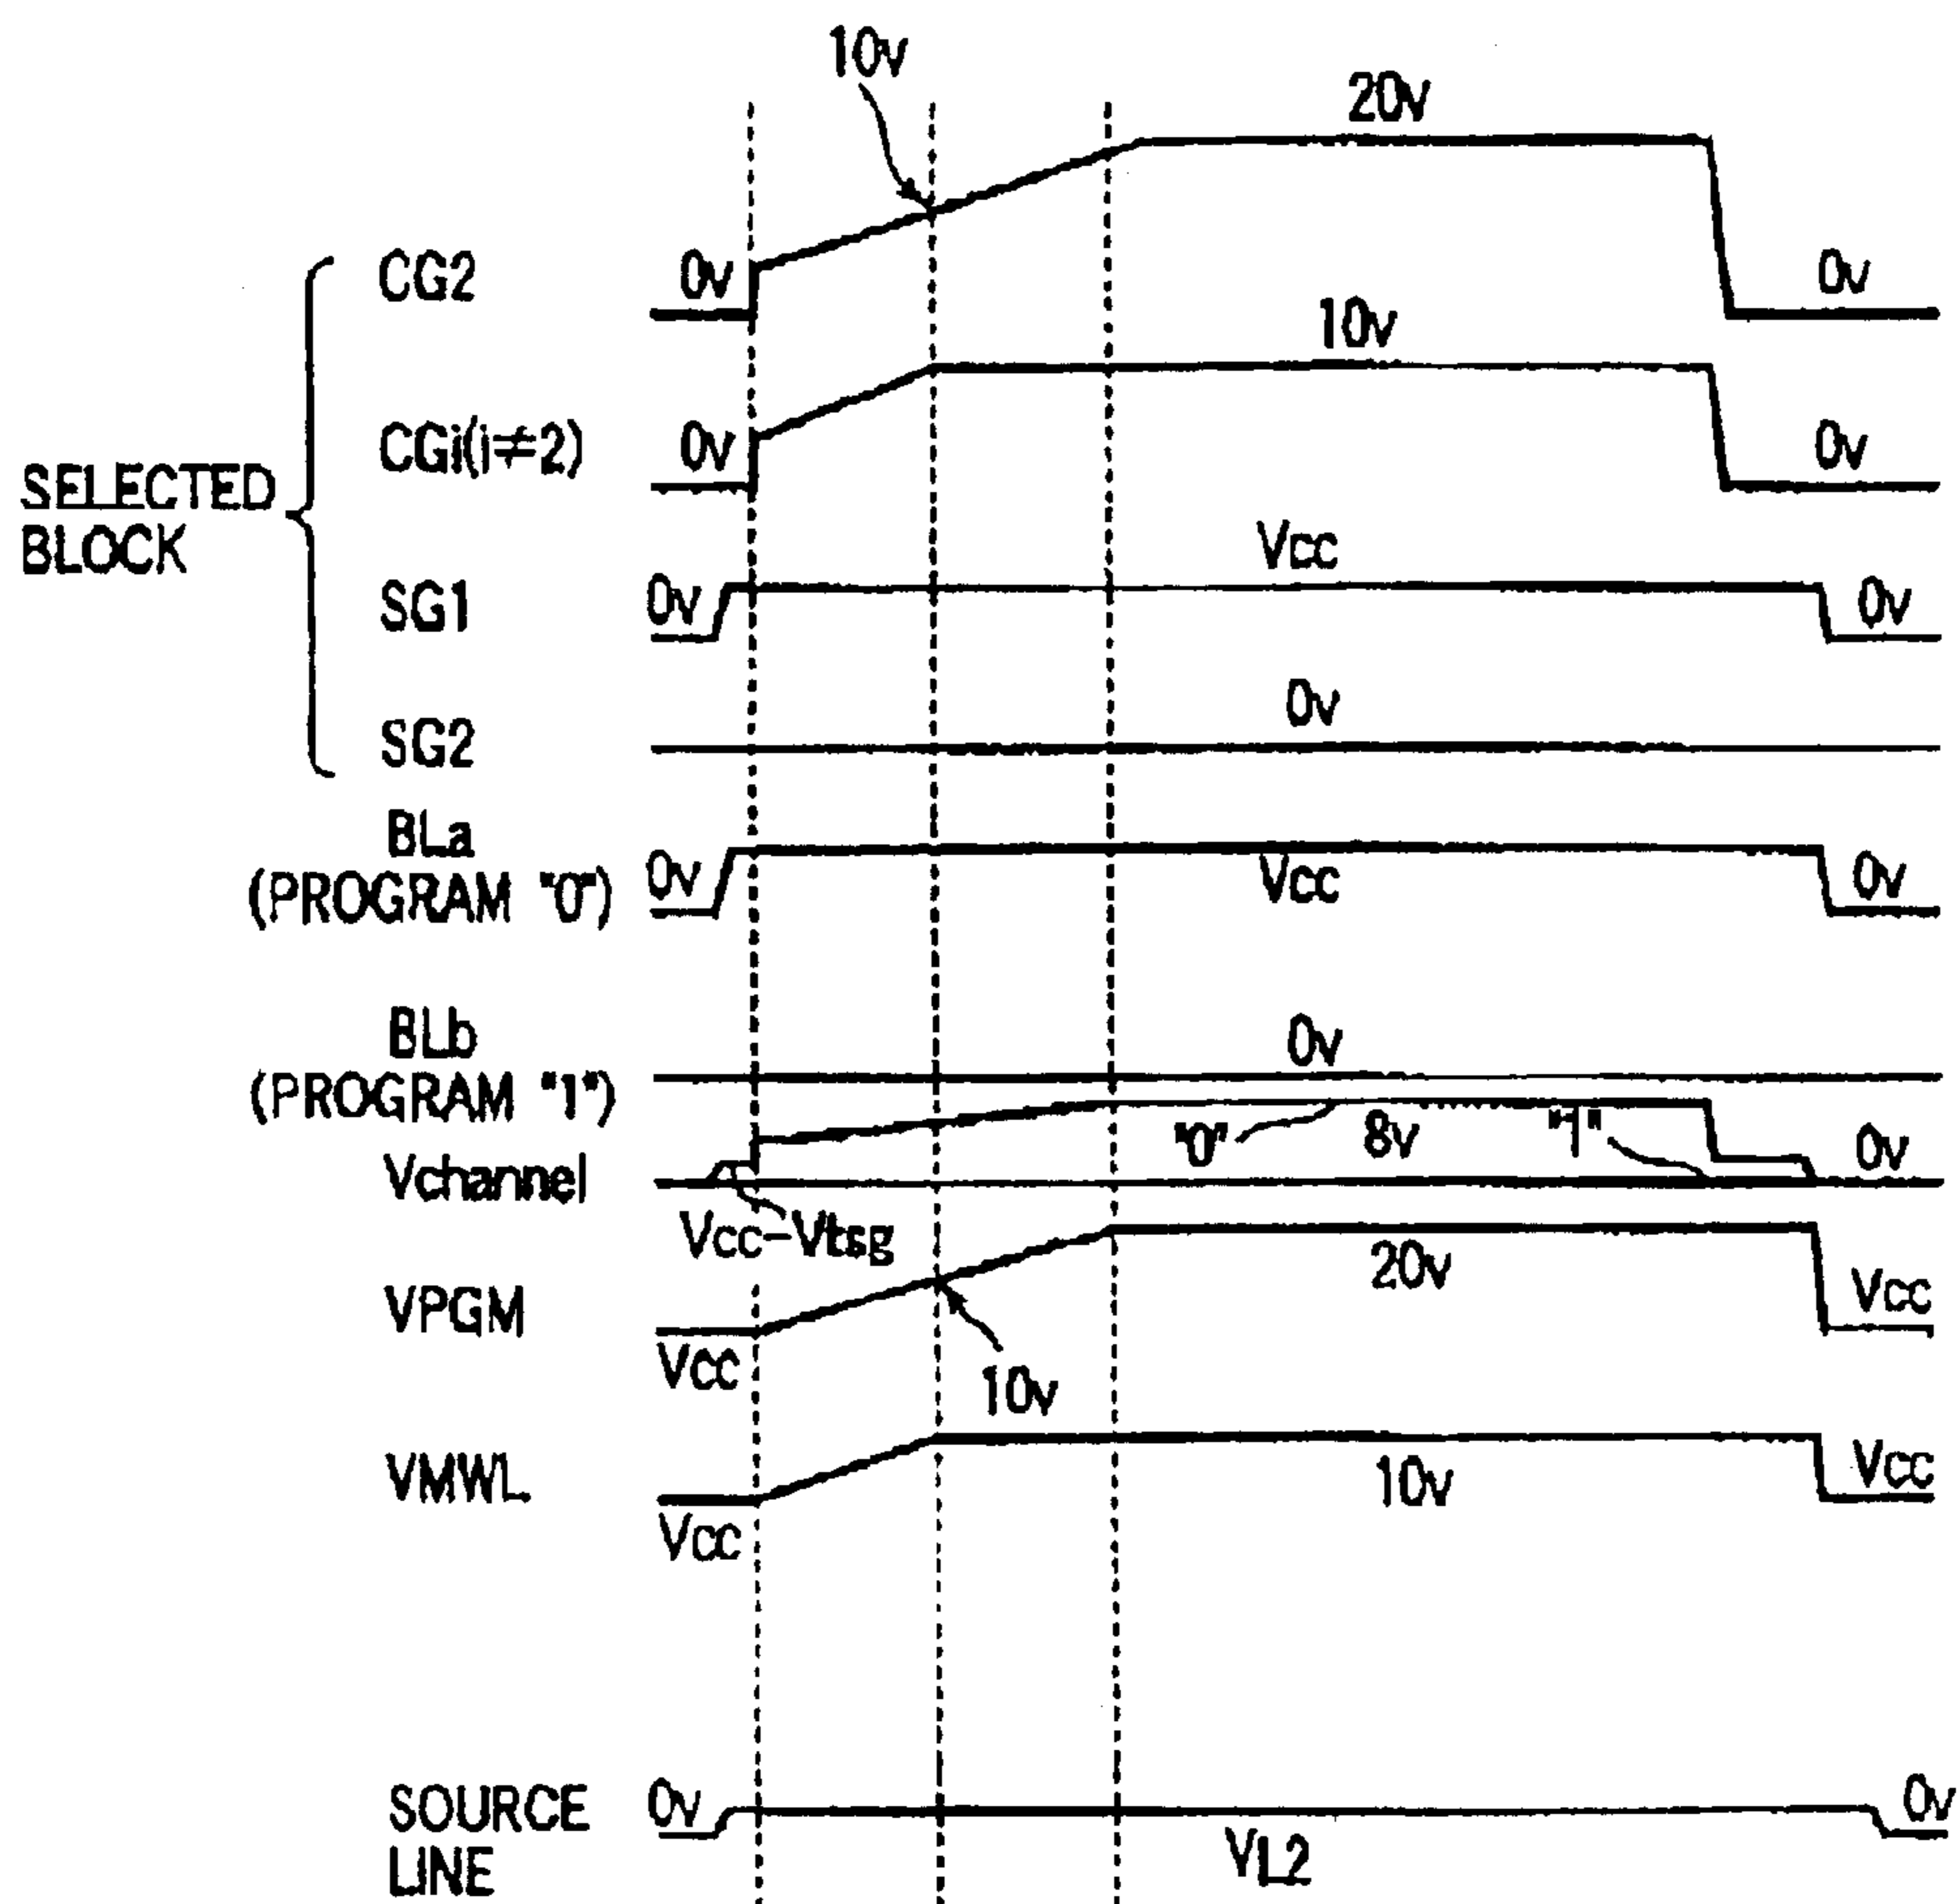 10v
20v
CG2 0v 0v
10v
CGi(i≠2) 0v 0v
SELECTED
BLOCK
Vcc
SG1 0v 0v
0v
SG2
BLa
(PROGRAM "0") 0v Vcc 0v
BLb 0v
(PROGRAM "1")
"0" 8v "1" 0v
Vchannel
Vcc-Vtsg
20v
VPGM Vcc
Vcc
10v
VMWL 10v Vcc
Vcc
SOURCE 0v 0v
LINE VL2